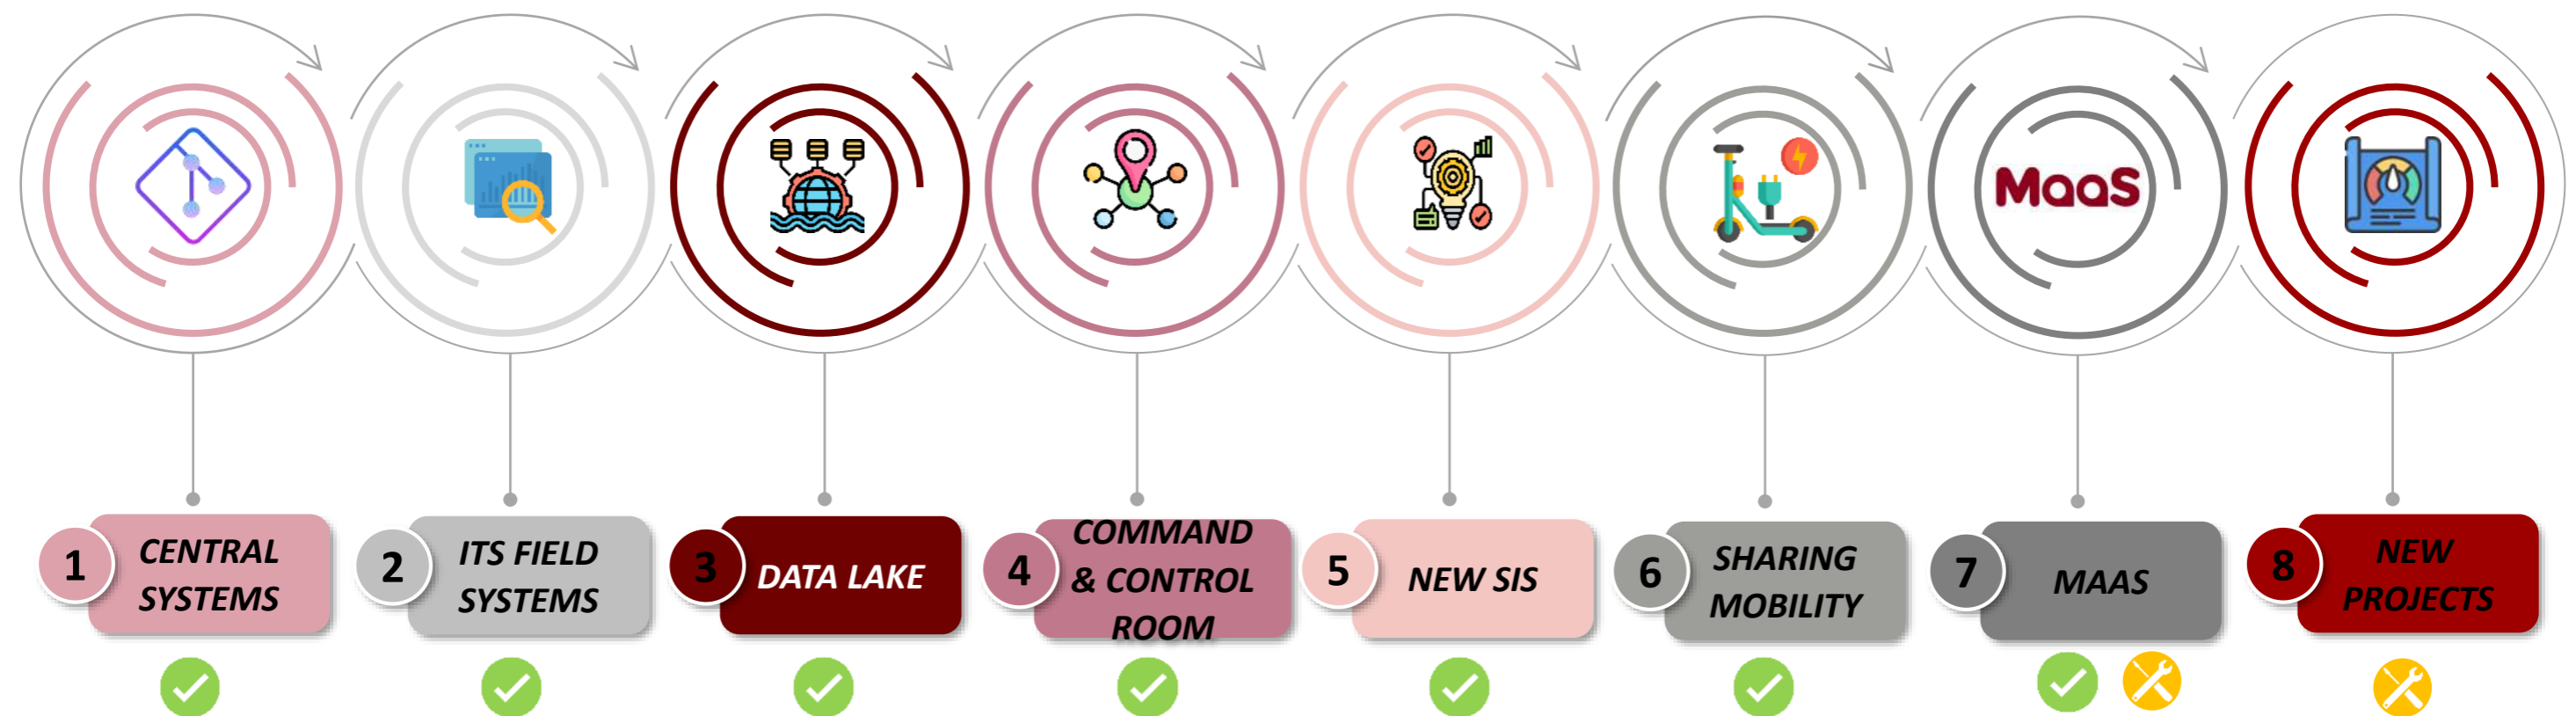 MaaS
1
CENTRAL
SYSTEMS
2
ITS FIELD
SYSTEMS
3
DATA LAKE
4
COMMAND
& CONTROL
ROOM
5
NEW SIS
6
SHARING
MOBILITY
7
MAAS
8
NEW
PROJECTS